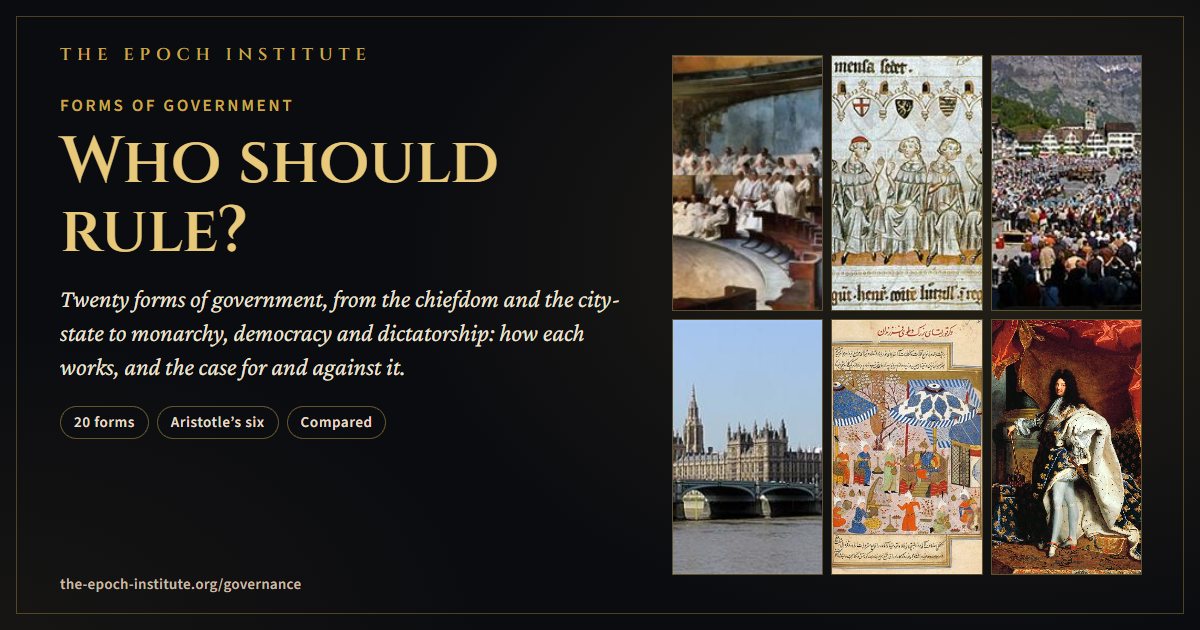 THE EPOCH INSTITUTE
FORMS OF GOVERNMENT
WHO SHOULD
RULE?
Twenty forms of government, from the chiefdom and the city-
state to monarchy, democracy and dictatorship: how each
works, and the case for and against it.
20 forms
Aristotle’s six
Compared
the-epoch-institute.org/governance